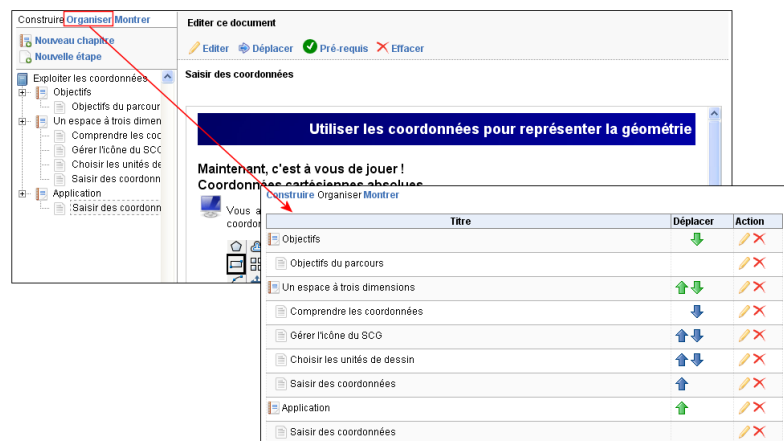 Construire Organiser Montrer
Nouveau chapitre
Nouvelle étape
Exploiter les coordonnées
Objectifs
Objectifs du parcour
Un espace à trois dimen
Comprendre les coc
Gérer l'icône du SCG
Choisir les unités de
Saisir des coordonn
Application
Saisir des coordonn
Editer ce document
Editer Déplacer Pré-requis Effacer
Saisir des coordonnées
Utiliser les coordonnées pour représenter la géométrie
Maintenant, c'est à vous de jouer !
Coordonnées cartésiennes absolues
Vous a
coordor
Construire Organiser Montrer
Titre Déplacer Action
Objectifs
Objectifs du parcours
Un espace à trois dimensions
Comprendre les coordonnées
Gérer l'icône du SCG
Choisir les unités de dessin
Saisir des coordonnées
Application
Saisir des coordonnées